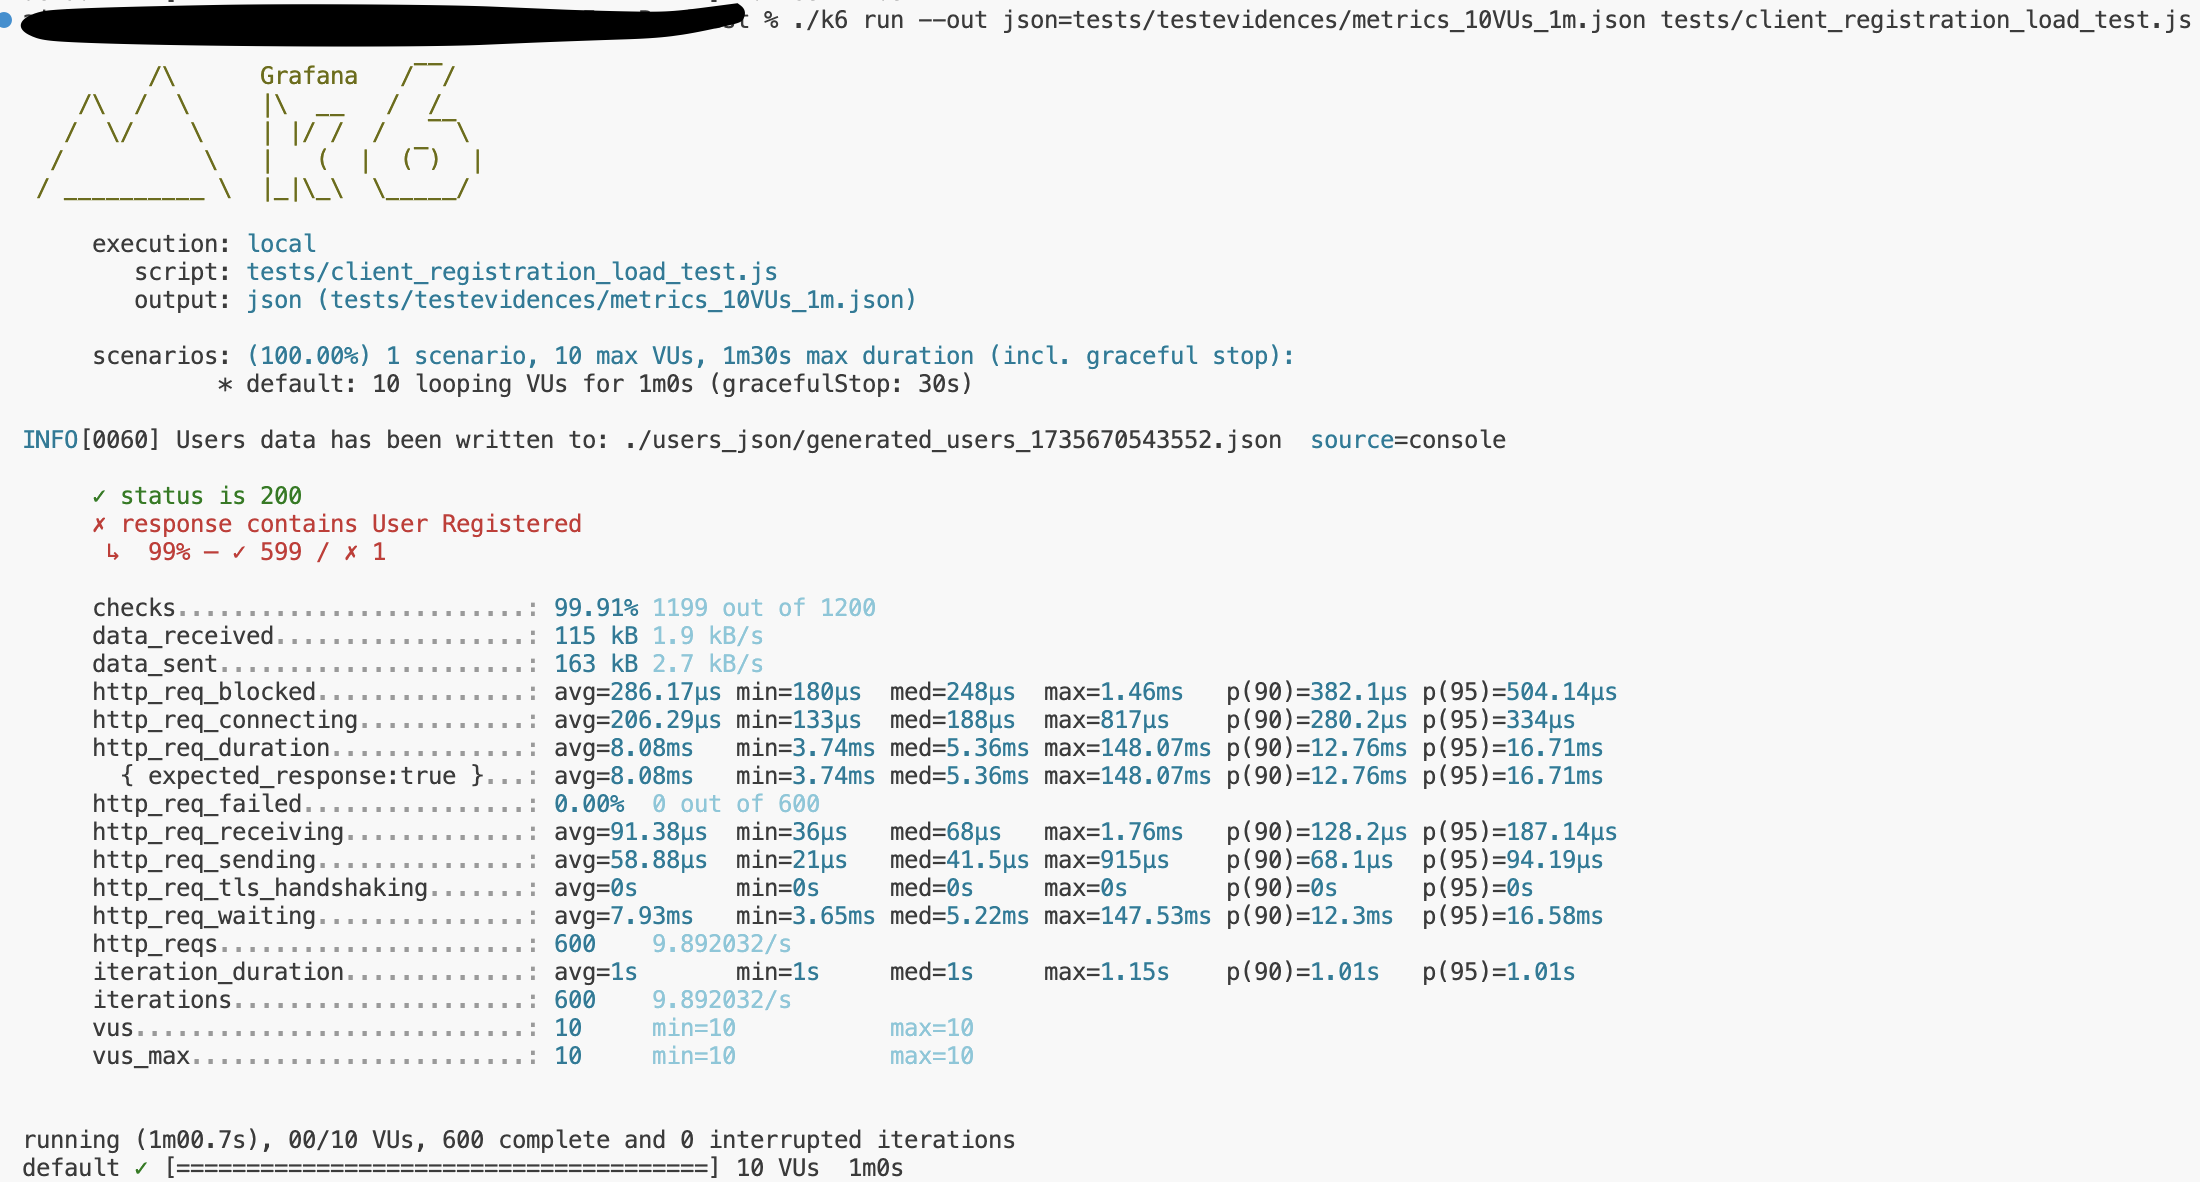 % ./k6 run --out json=tests/testevidences/metrics_10VUs_1m.json tests/client_registration_load_test.js
Grafana
execution: local
script: tests/client_registration_load_test.js
output: json (tests/testevidences/metrics_10VUs_1m.json)
scenarios: (100.00%) 1 scenario, 10 max VUs, 1m30s max duration (incl. graceful stop):
* default: 10 looping VUs for 1m0s (gracefulStop: 30s)
INFO[0060] Users data has been written to: ./users_json/generated_users_1735670543552.json  source=console
✓ status is 200
✗ response contains User Registered
↳  99% — ✓ 599 / ✗ 1
checks.........................: 99.91% 1199 out of 1200
data_received..................: 115 kB 1.9 kB/s
data_sent......................: 163 kB 2.7 kB/s
http_req_blocked...............: avg=286.17µs min=180µs  med=248µs  max=1.46ms   p(90)=382.1µs p(95)=504.14µs
http_req_connecting............: avg=206.29µs min=133µs  med=188µs  max=817µs    p(90)=280.2µs p(95)=334µs
http_req_duration..............: avg=8.08ms   min=3.74ms med=5.36ms max=148.07ms p(90)=12.76ms p(95)=16.71ms
{ expected_response:true }...: avg=8.08ms   min=3.74ms med=5.36ms max=148.07ms p(90)=12.76ms p(95)=16.71ms
http_req_failed................: 0.00%  0 out of 600
http_req_receiving.............: avg=91.38µs  min=36µs   med=68µs   max=1.76ms   p(90)=128.2µs p(95)=187.14µs
http_req_sending...............: avg=58.88µs  min=21µs   med=41.5µs max=915µs    p(90)=68.1µs  p(95)=94.19µs
http_req_tls_handshaking.......: avg=0s       min=0s     med=0s     max=0s       p(90)=0s      p(95)=0s
http_req_waiting...............: avg=7.93ms   min=3.65ms med=5.22ms max=147.53ms p(90)=12.3ms  p(95)=16.58ms
http_reqs......................: 600    9.892032/s
iteration_duration.............: avg=1s       min=1s     med=1s     max=1.15s    p(90)=1.01s   p(95)=1.01s
iterations.....................: 600    9.892032/s
vus............................: 10     min=10           max=10
vus_max........................: 10     min=10           max=10
running (1m00.7s), 00/10 VUs, 600 complete and 0 interrupted iterations
default ✓ [======================================] 10 VUs  1m0s